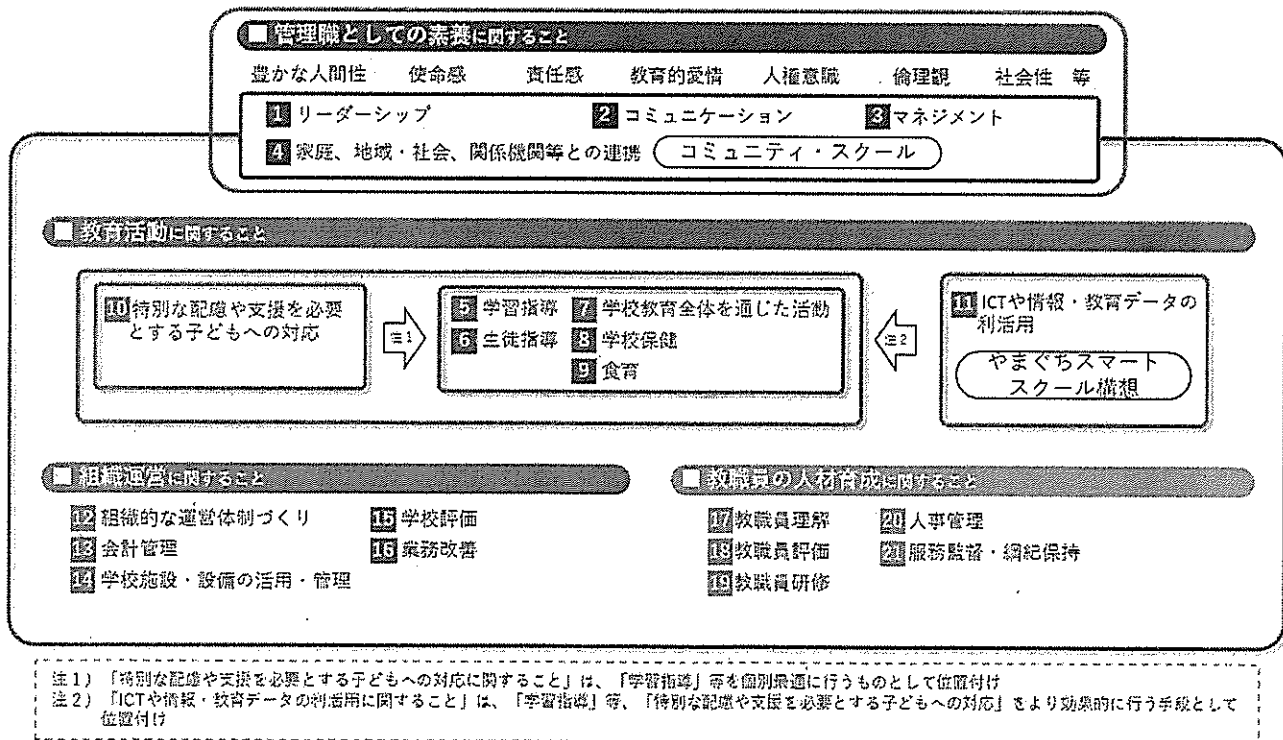 ■管理職としての素養に関すること
豊かな人間性 使命感 責任感 教育的愛情 人権意識 倫理観 社会性 等
1 リーダーシップ 2 コミュニケーション 3 マネジメント
4 家庭、地域・社会、関係機関等との連携 コミュニティ・スクール
■教育活動に関すること
10 特別な配慮や支援を必要
とする子どもへの対応
注1
5 学習指導 7 学校教育全体を通じた活動
6 生徒指導 8 学校保健
9 食育
注2
11 ICTや情報・教育データの
利活用
やまぐちスマート
スクール構想
■組織運営に関すること
12 組織的な運営体制づくり 15 学校評価
13 会計管理 16 業務改善
14 学校施設・設備の活用・管理
■教職員の人材育成に関すること
17 教職員理解 20 人事管理
18 教職員評価 21 服務監督・綱紀保持
19 教職員研修
注1) 「特別な配慮や支援を必要とする子どもへの対応に関すること」は、「学習指導」等を個別最適に行うものとして位置付け
注2) 「ICTや情報・教育データの利活用に関すること」は、「学習指導」等、「特別な配慮や支援を必要とする子どもへの対応」をより効果的に行う手段として
位置付け